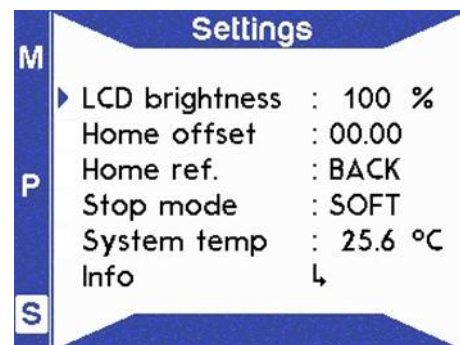 Settings
M
LCD brightness : 100 %
Home offset : 00.00
Home ref. : BACK
P
Stop mode : SOFT
System temp : 25.6 °C
Info ↳
S